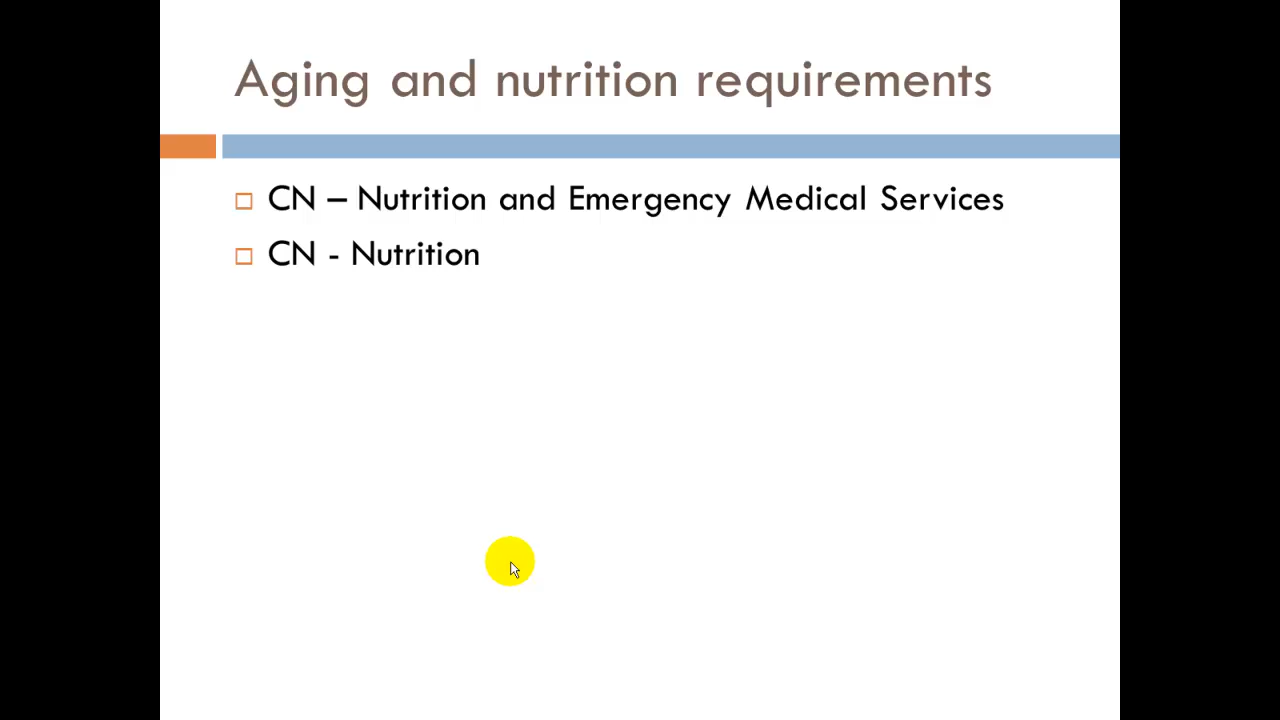 Aging and nutrition requirements
CN – Nutrition and Emergency Medical Services
CN - Nutrition